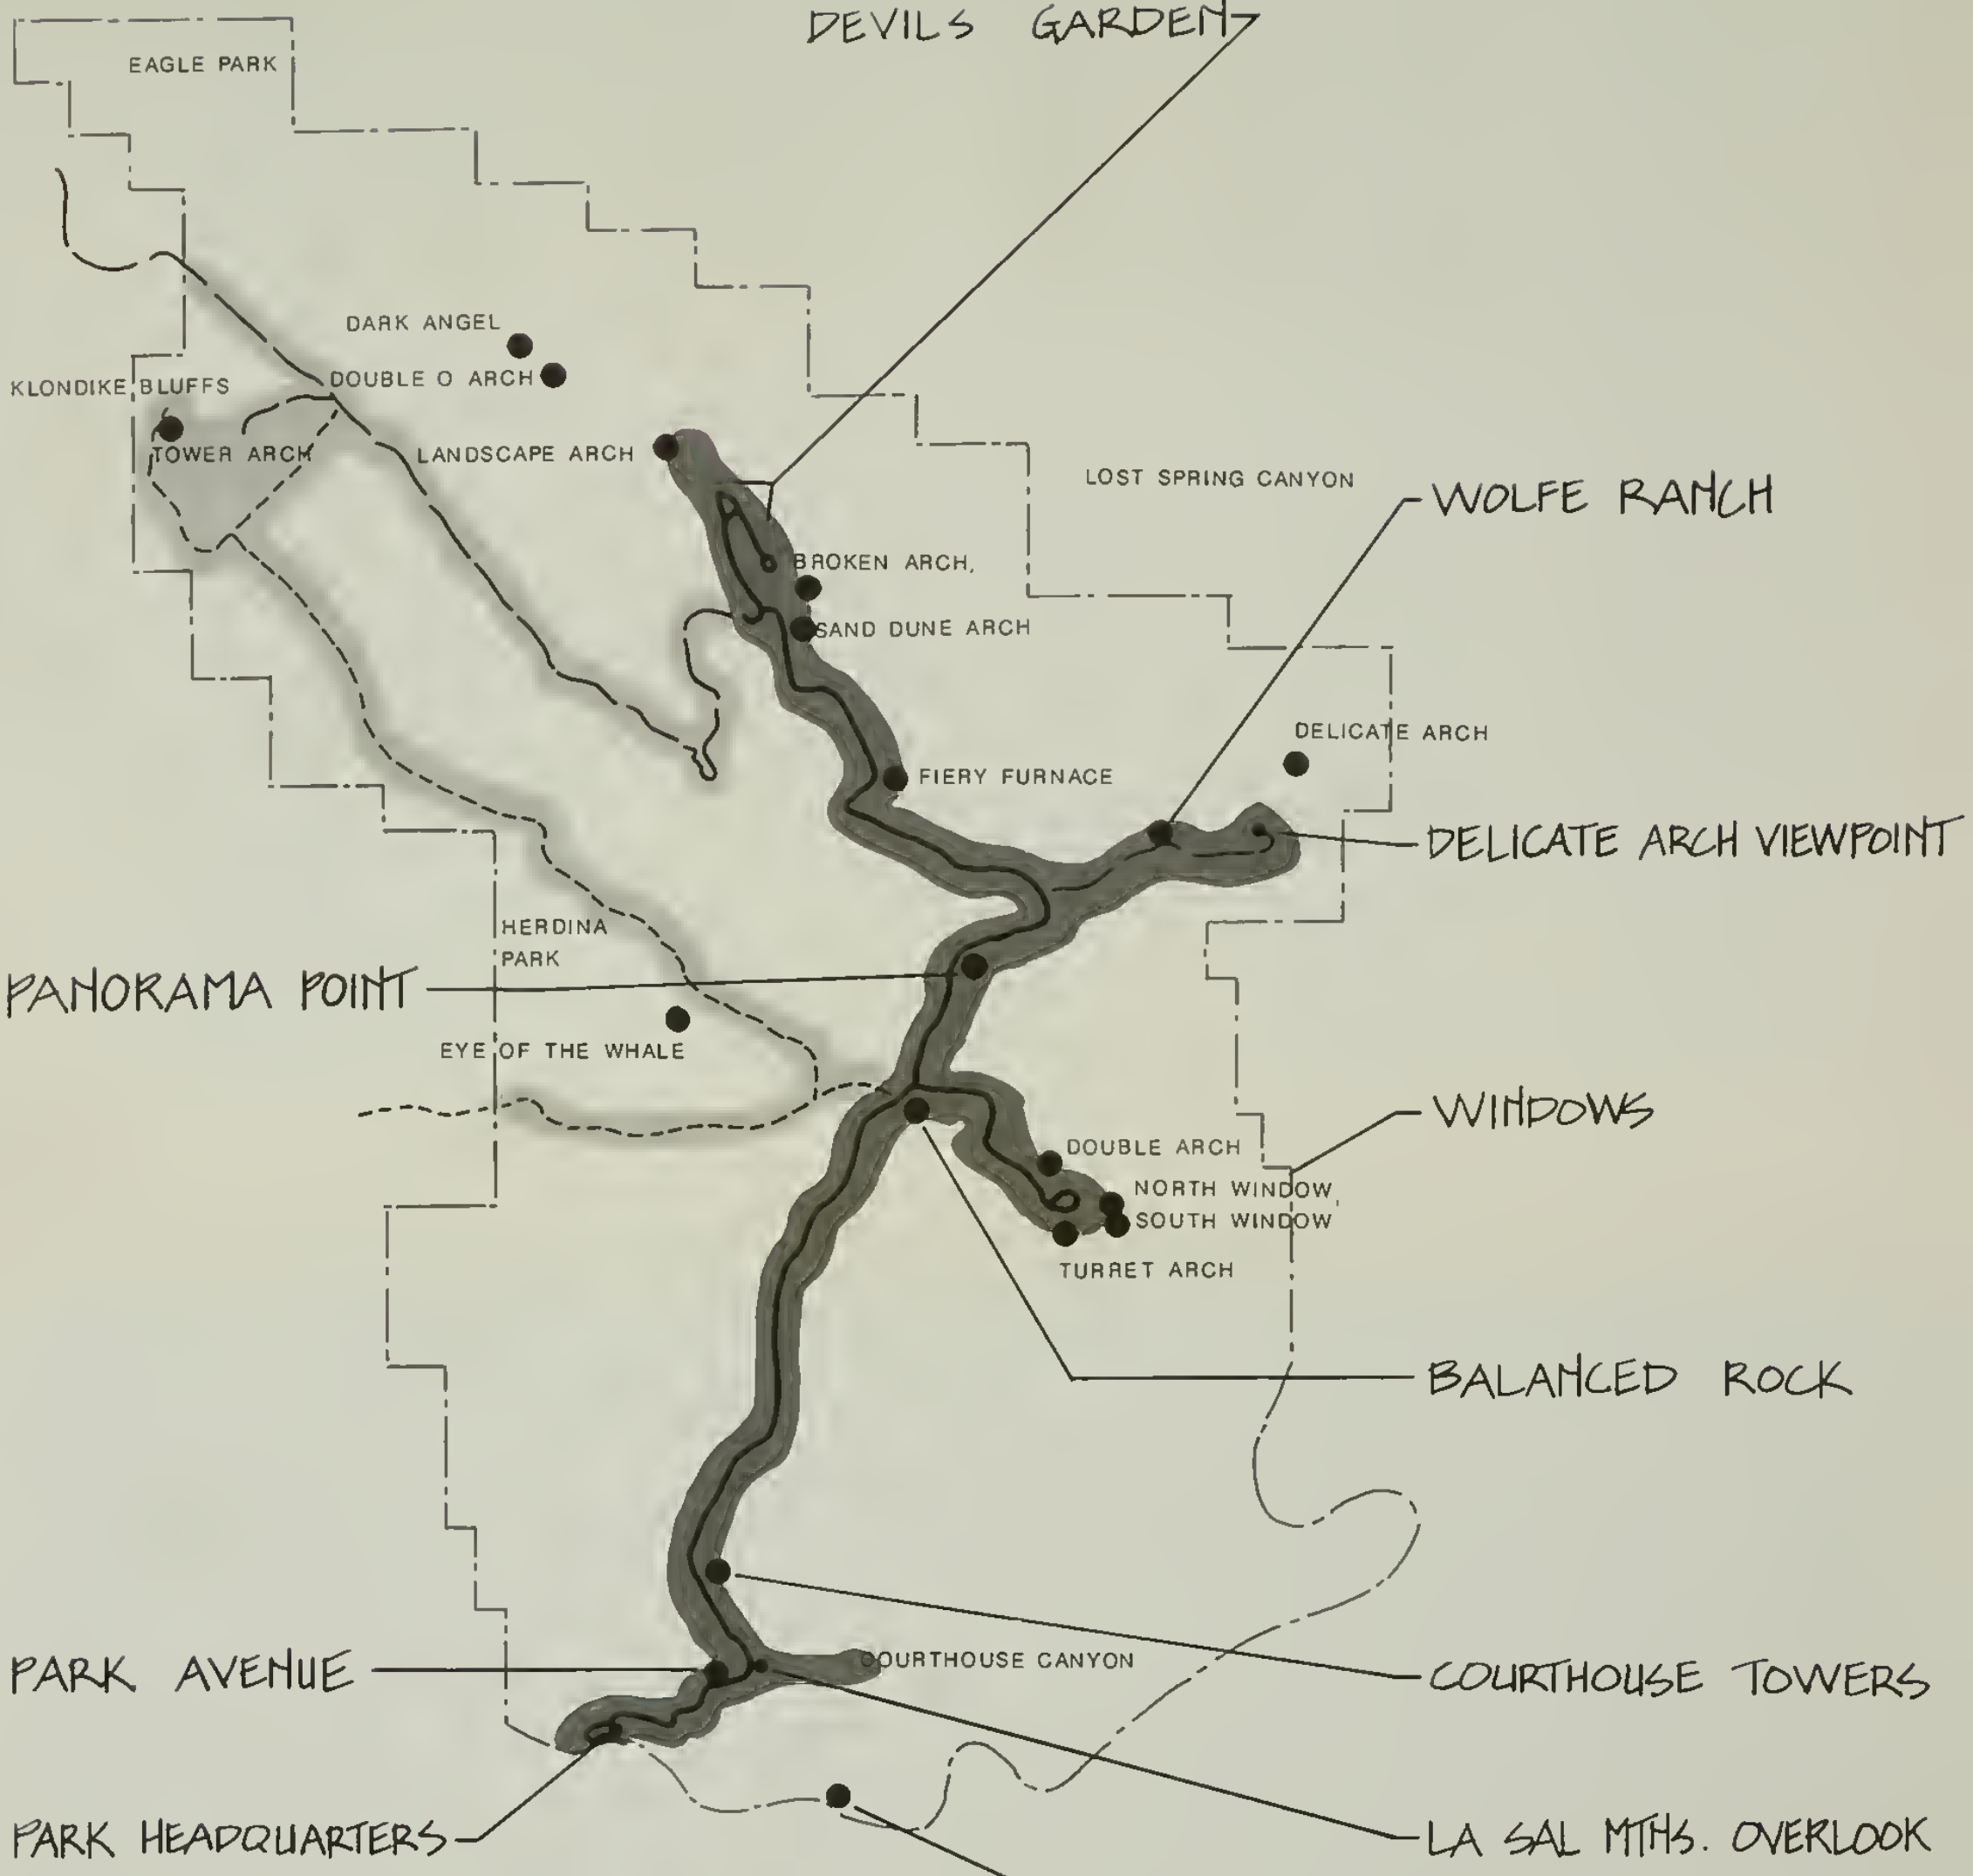 DEVILS GARDEN
EAGLE PARK
DARK ANGEL
DOUBLE O ARCH
KLONDIKE BLUFFS
TOWER ARCH
LANDSCAPE ARCH
LOST SPRING CANYON
WOLFE RANCH
BROKEN ARCH,
SAND DUNE ARCH
DELICATE ARCH
FIERY FURNACE
DELICATE ARCH VIEWPOINT
HERDINA
PARK
PANORAMA POINT
EYE OF THE WHALE
WINDOWS
DOUBLE ARCH
NORTH WINDOW,
SOUTH WINDOW
TURRET ARCH
BALANCED ROCK
COURTHOUSE CANYON
PARK AVENUE
COURTHOUSE TOWERS
PARK HEADQUARTERS
LA SAL MTNS. OVERLOOK